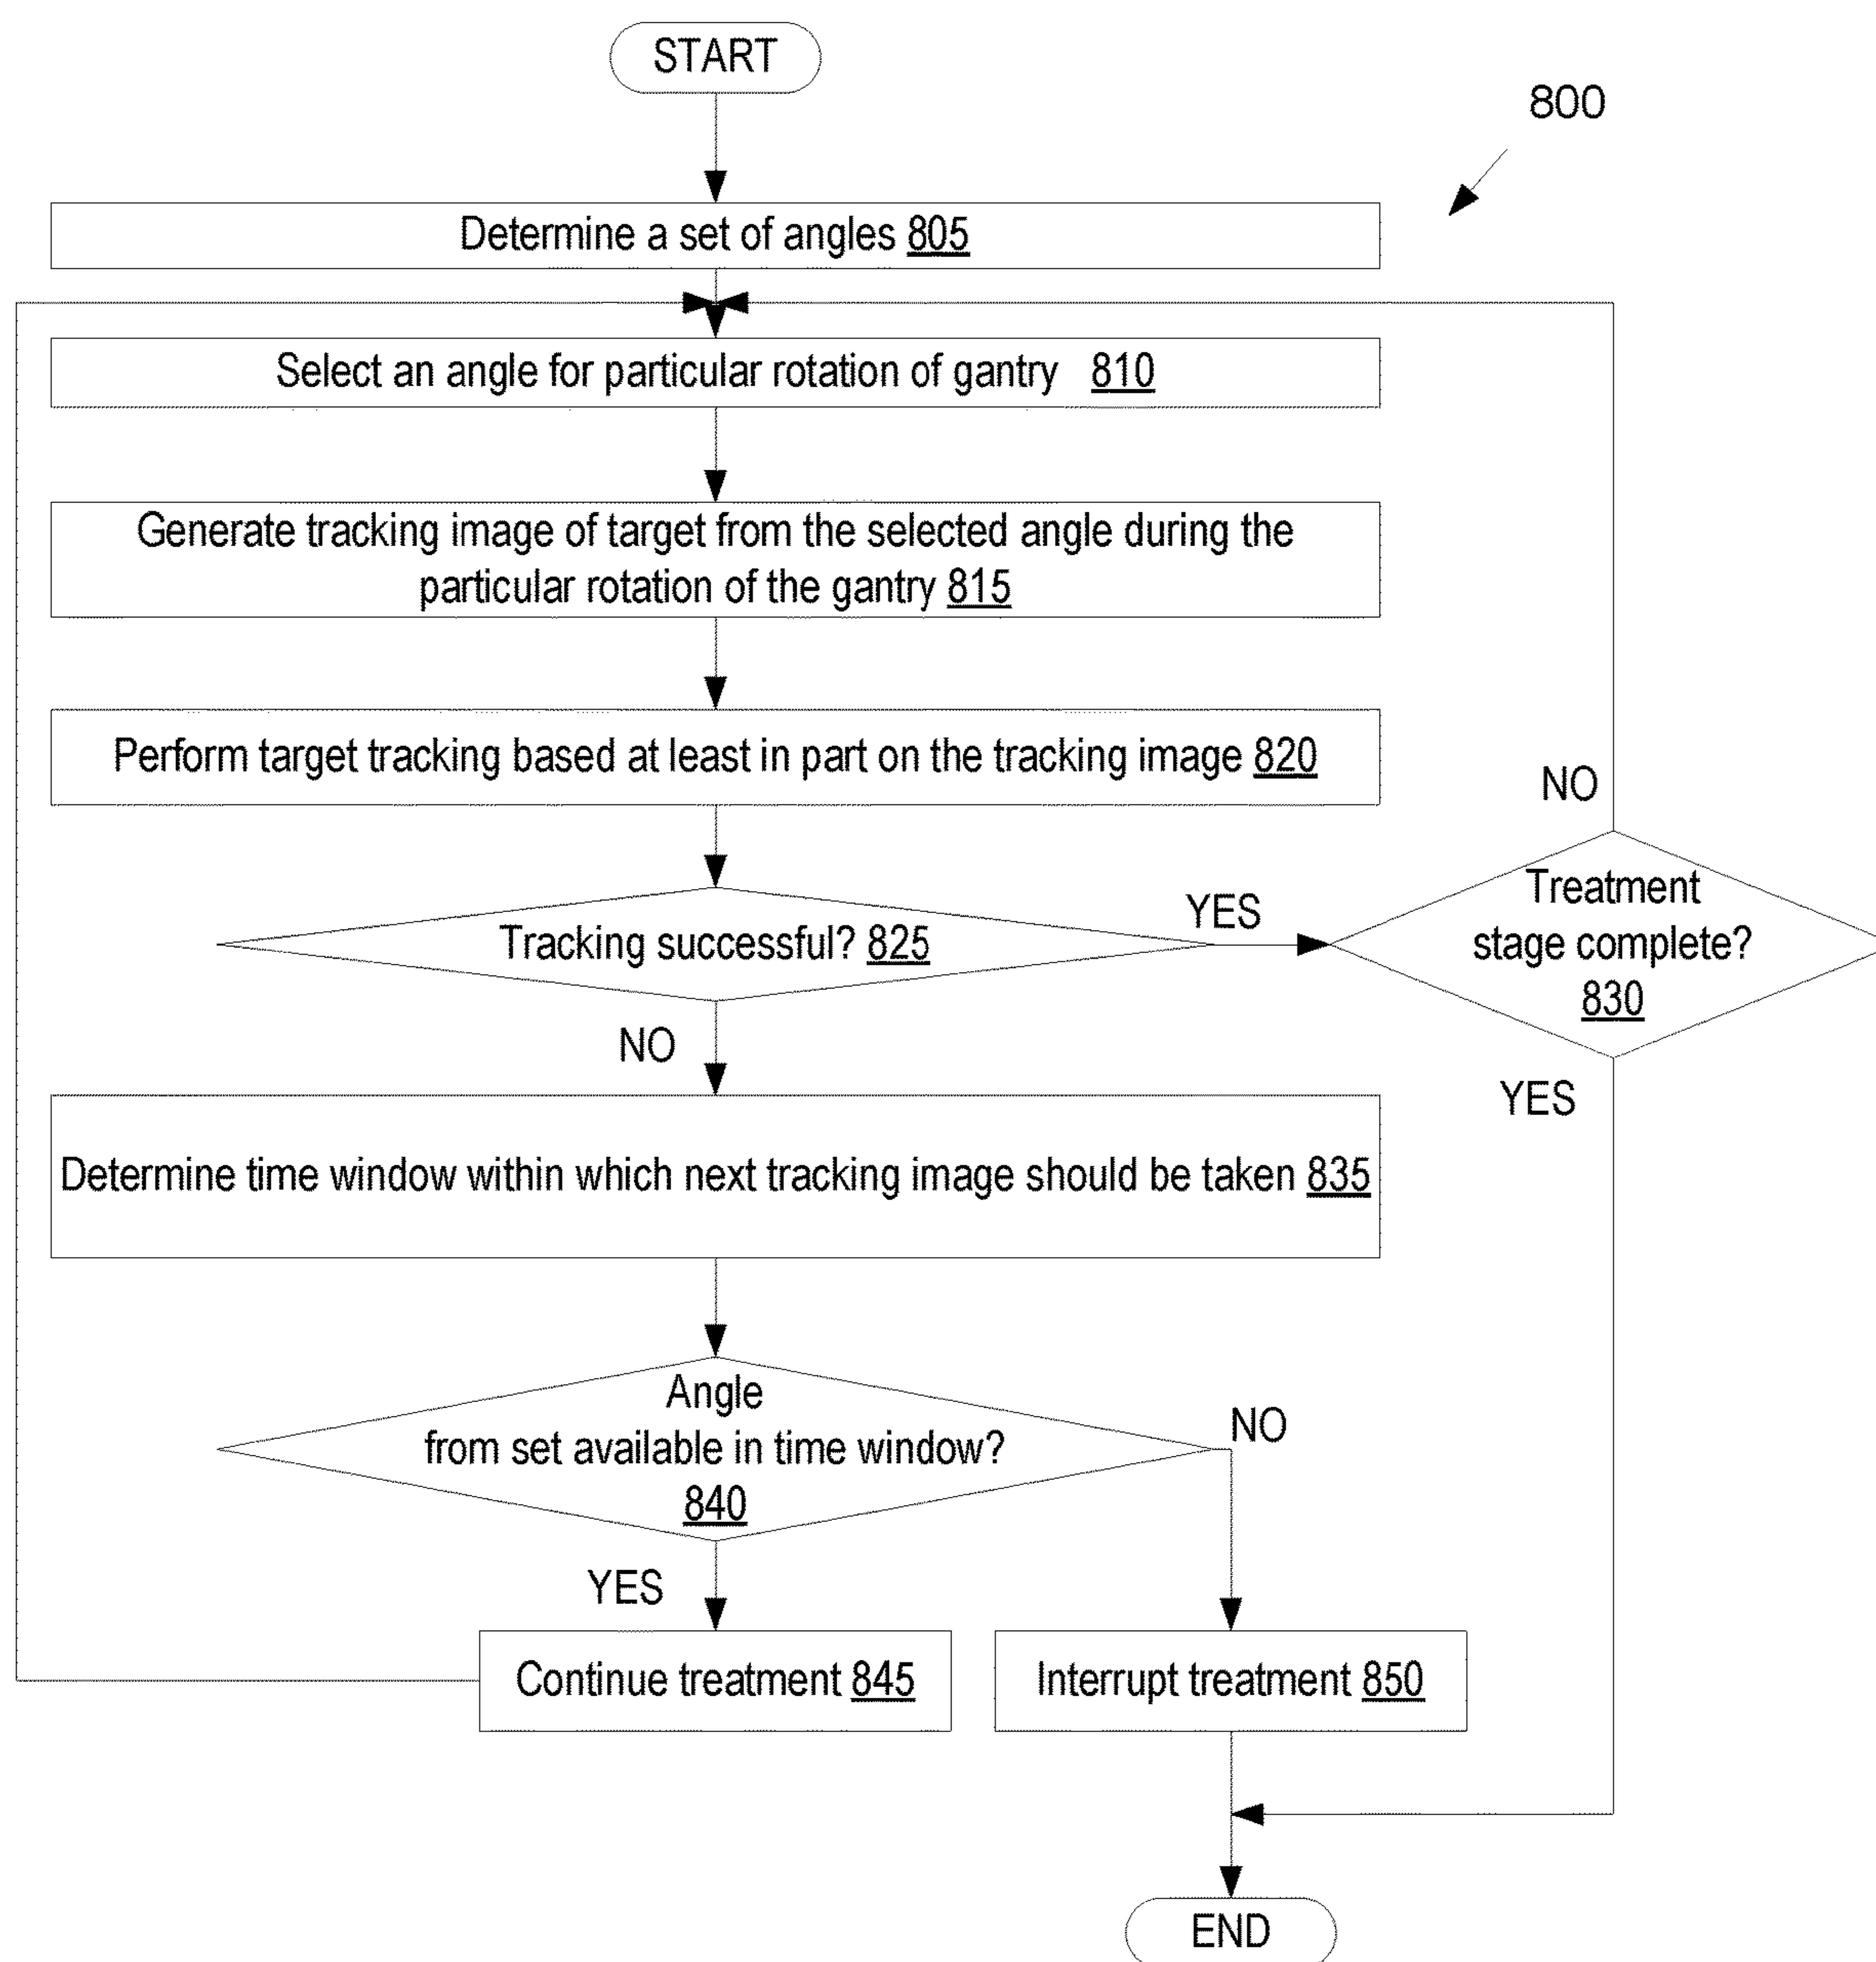 START
800
Determine a set of angles 805
Select an angle for particular rotation of gantry 810
Generate tracking image of target from the selected angle during the
particular rotation of the gantry 815
Perform target tracking based at least in part on the tracking image 820
NO
Tracking successful? 825
YES
Treatment
stage complete?
830
NO
YES
Determine time window within which next tracking image should be taken 835
Angle
from set available in time window?
840
NO
YES
Continue treatment 845
Interrupt treatment 850
END